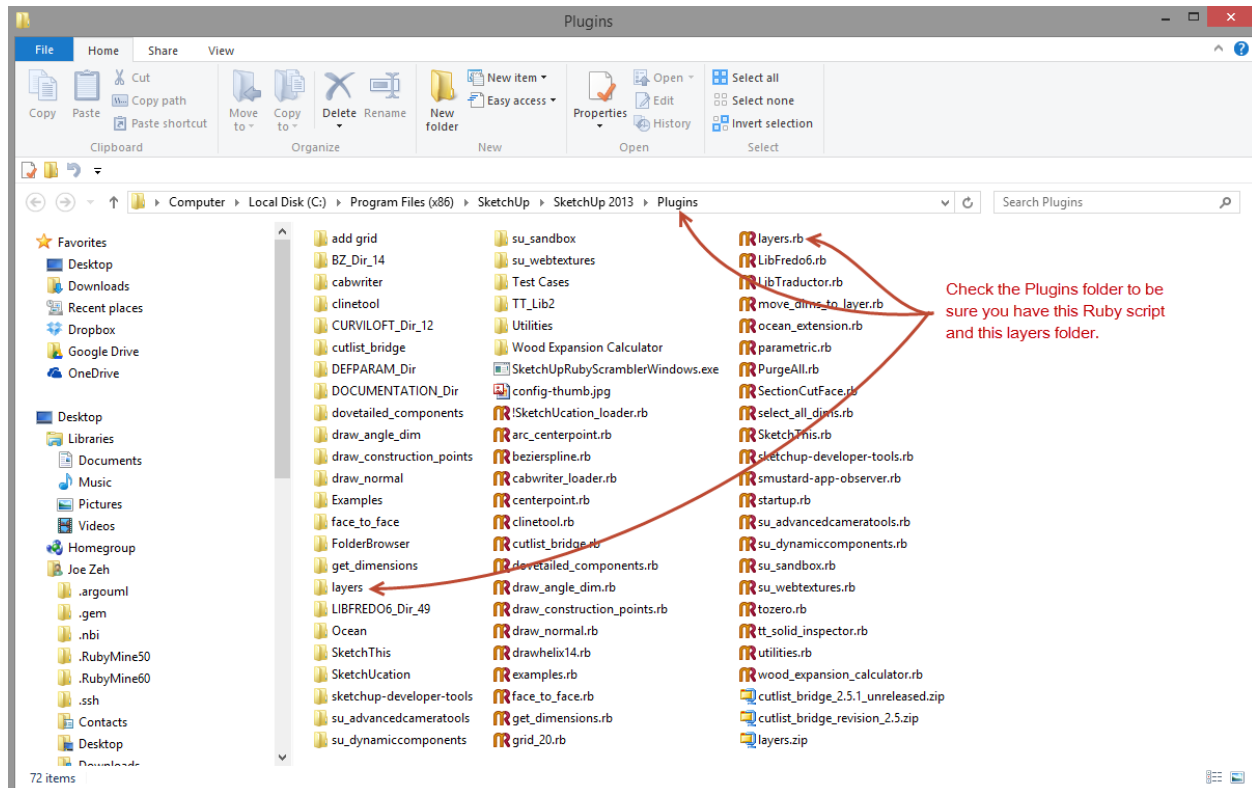 Plugins
File Home Share View
Copy
Paste
Cut
Copy path
Paste shortcut
Clipboard
Move to
Copy to
Delete
Rename
Organize
New folder
New item
Easy access
New
Properties
Open
Edit
History
Open
Select all
Select none
Invert selection
Select
Computer Local Disk (C:) Program Files (x86) SketchUp SketchUp 2013 Plugins
Search Plugins
Favorites
Desktop
Downloads
Recent places
Dropbox
Google Drive
OneDrive
Desktop
Libraries
Documents
Music
Pictures
Videos
Homegroup
Joe Zeh
.argouml
.gem
.nbi
.RubyMine50
.RubyMine60
.ssh
Contacts
Desktop
Downloads
add grid
BZ_Dir_14
cabwriter
clinetool
CURVILOFT_Dir_12
cutlist_bridge
DEFPARAM_Dir
DOCUMENTATION_Dir
dovetailed_components
draw_angle_dim
draw_construction_points
draw_normal
Examples
face_to_face
FolderBrowser
get_dimensions
layers
LIBFREDO6_Dir_49
Ocean
SketchThis
SketchUcation
sketchup-developer-tools
su_advancedcameratools
su_dynamiccomponents
su_sandbox
su_webtextures
Test Cases
TT_Lib2
Utilities
Wood Expansion Calculator
SketchUpRubyScramblerWindows.exe
config-thumb.jpg
!SketchUcation_loader.rb
arc_centerpoint.rb
bezierspline.rb
cabwriter_loader.rb
centerpoint.rb
clinetool.rb
cutlist_bridge.rb
dovetailed_components.rb
draw_angle_dim.rb
draw_construction_points.rb
draw_normal.rb
drawhelix14.rb
examples.rb
face_to_face.rb
get_dimensions.rb
grid_20.rb
layers.rb
LibFredo6.rb
LibTraductor.rb
move_dims_to_layer.rb
ocean_extension.rb
parametric.rb
PurgeAll.rb
SectionCutFace.rb
select_all_dims.rb
SketchThis.rb
sketchup-developer-tools.rb
smustard-app-observer.rb
startup.rb
su_advancedcameratools.rb
su_dynamiccomponents.rb
su_sandbox.rb
su_webtextures.rb
tozero.rb
tt_solid_inspector.rb
utilities.rb
wood_expansion_calculator.rb
cutlist_bridge_2.5.1_unreleased.zip
cutlist_bridge_revision_2.5.zip
layers.zip
Check the Plugins folder to be
sure you have this Ruby script
and this layers folder.
72 items